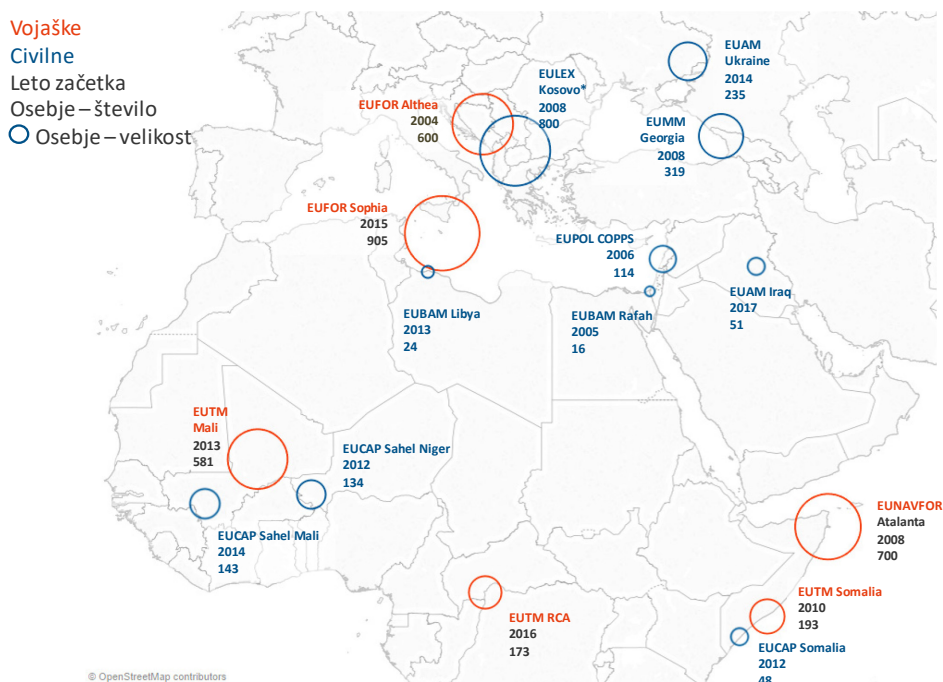 Vojaške
Civilne
Leto začetka
Osebje – število
Osebje – velikost
EUAM
Ukraine
2014
235
EULEX
Kosovo*
2008
800
EUFOR Althea
2004
600
EUMM
Georgia
2008
319
EUFOR Sophia
2015
905
EUPOL COPPS
2006
114
EUBAM Libya
2013
24
EUBAM Rafah
2005
16
EUAM Iraq
2017
51
EUTM
Mali
2013
581
EUCAP Sahel Niger
2012
134
EUCAP Sahel Mali
2014
143
EUNAVFOR
Atalanta
2008
700
EUTM RCA
2016
173
EUTM Somalia
2010
193
EUCAP Somalia
2012
48
© OpenStreetMap contributors